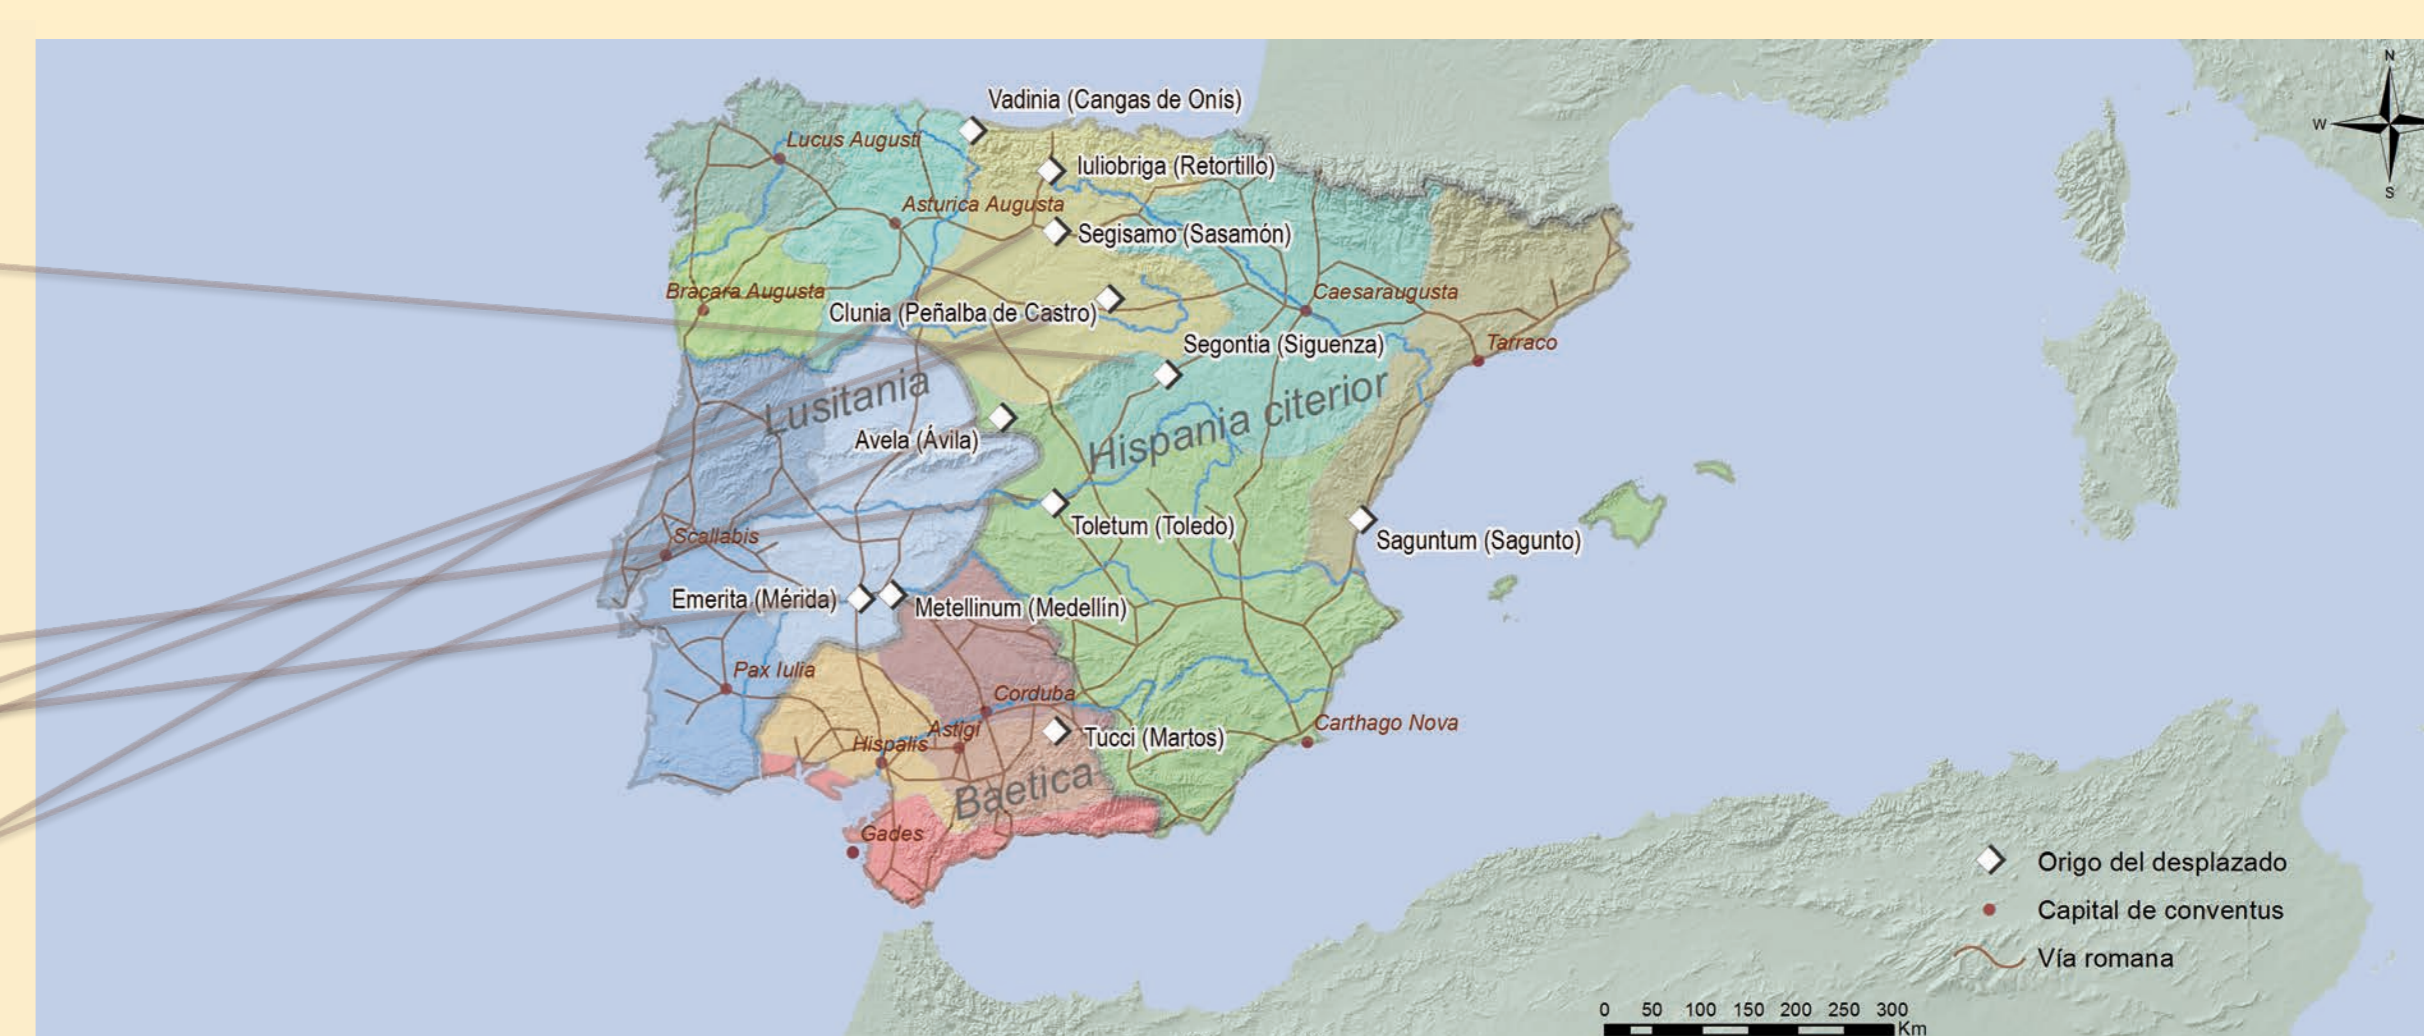 N
Vadinia (Cangas de Onís)
W
Lucus Augusti
Iuliobriga (Retortillo)
S
Asturica Augusta
Segisamo (Sasamón)
Bracara Augusta
Caesaraugusta
Clunia (Peñalba de Castro)
Segontia (Siguenza)
Tarraco
Lusitania
Hispania citerior
Avela (Ávila)
Toletum (Toledo)
Scallabis
Saguntum (Sagunto)
Emerita (Mérida)
Metellinum (Medellín)
Pax Iulia
Corduba
Carthago Nova
Astigi
Tucci (Martos)
Hispalis
Baetica
Gades
Origo del desplazado
Capital de conventus
Vía romana
0 50 100 150 200 250 300
Km